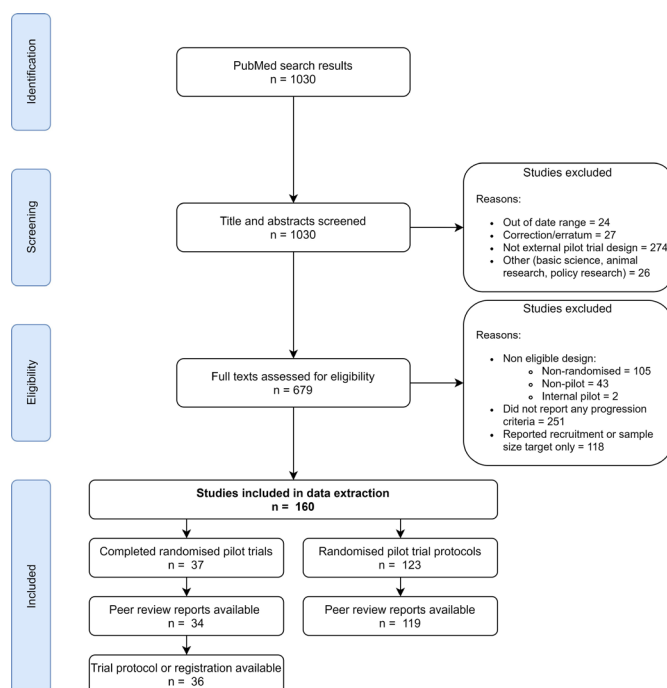 Identification
PubMed search results
n = 1030
Screening
Title and abstracts screened
n = 1030
Studies excluded
Reasons:
Out of date range = 24
Correction/erratum = 27
Not external pilot trial design = 274
Other (basic science, animal
research, policy research) = 26
Eligibility
Full texts assessed for eligibility
n = 679
Studies excluded
Reasons:
Non eligible design:
Non-randomised = 105
Non-pilot = 43
Internal pilot = 2
Did not report any progression
criteria = 251
Reported recruitment or sample
size target only = 118
Included
Studies included in data extraction
n = 160
Completed randomised pilot trials
n = 37
Randomised pilot trial protocols
n = 123
Peer review reports available
n = 34
Peer review reports available
n = 119
Trial protocol or registration available
n = 36